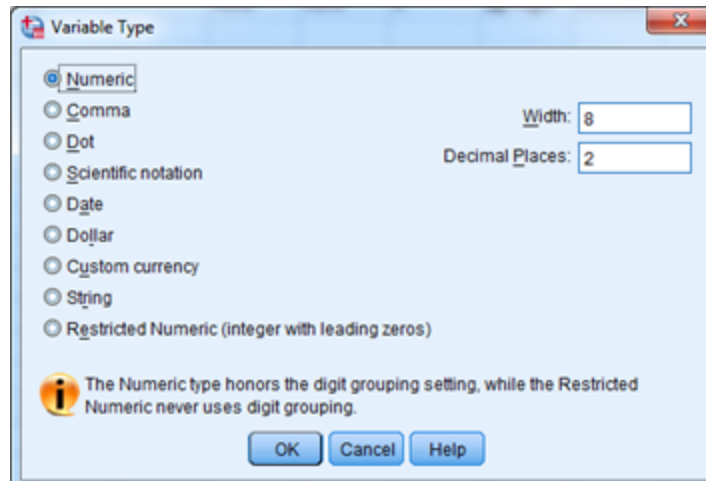 Variable Type
Numeric
Comma
Width: 8
Dot
Decimal Places: 2
Scientific notation
Date
Dollar
Custom currency
String
Restricted Numeric (integer with leading zeros)
The Numeric type honors the digit grouping setting, while the Restricted
Numeric never uses digit grouping.
OK Cancel Help